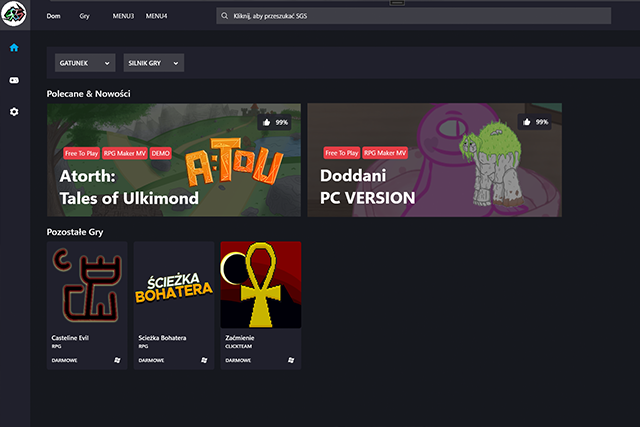 Dom Gry MENU3 MENU4 Kliknij, aby przeszukać SGS
GATUNEK SILNIK GRY
Polecane & Nowości
99%
Free To Play RPG Maker MV DEMO
A:ToU
Atorth:
Tales of Ulkimond
99%
Free To Play RPG Maker MV
Doddani
PC VERSION
Pozostałe Gry
Casteline Evil
RPG
DARMOWE
ŚCIEŻKA
BOHATERA
Scieżka Bohatera
RPG
DARMOWE
Zaćmienie
CLICKTEAM
DARMOWE